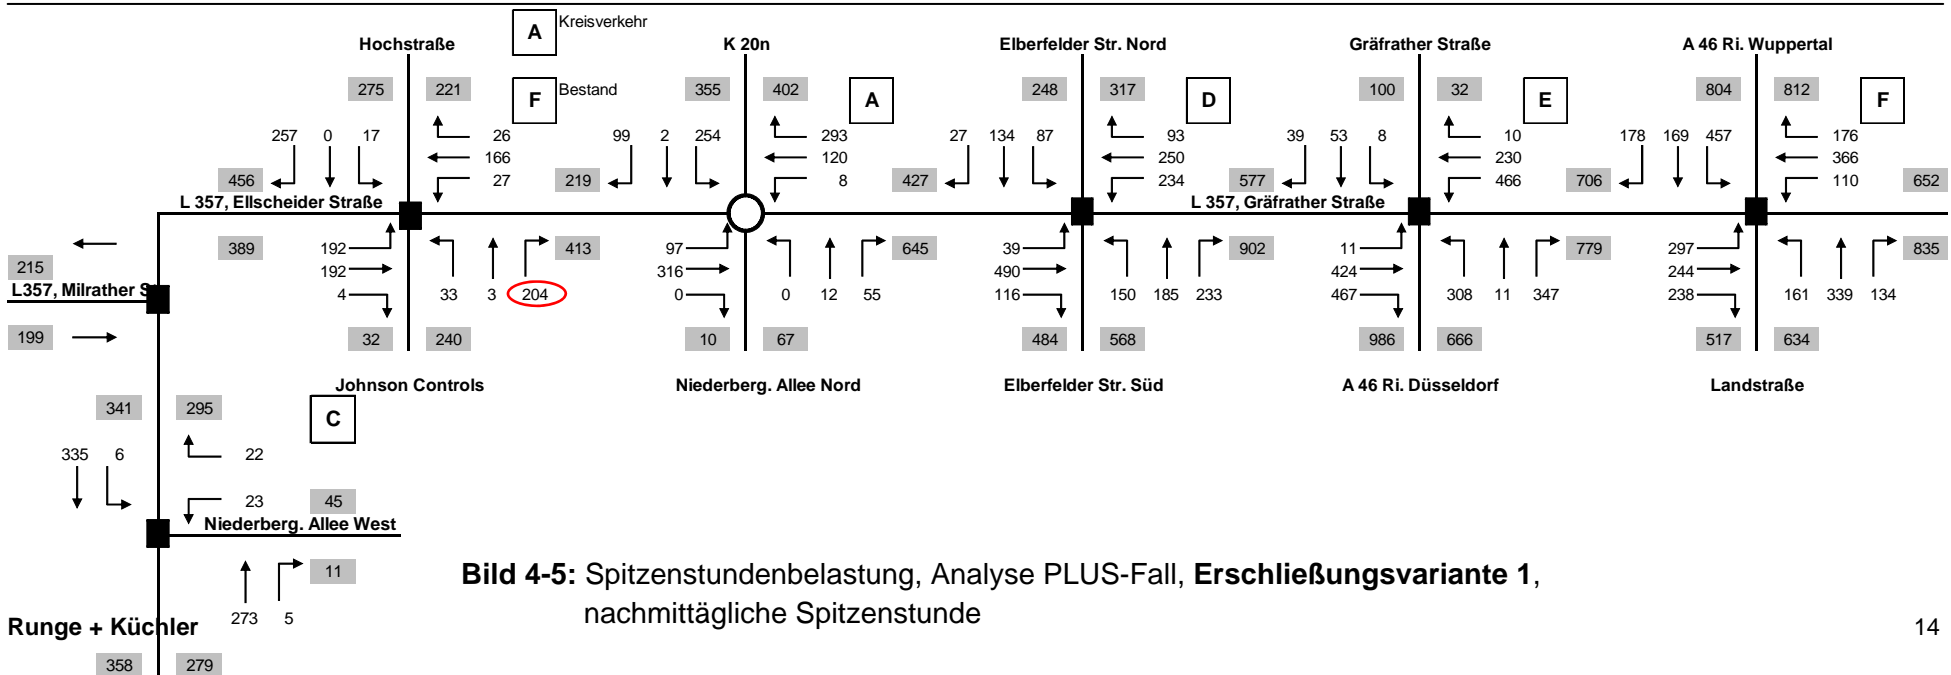 A Kreisverkehr
Hochstraße K 20n Elberfelder Str. Nord Gräfrather Straße A 46 Ri. Wuppertal
275 221 F Bestand 355 402 A 248 317 D 100 32 E 804 812 F
257 0 17 26 99 2 254 293 27 134 87 93 39 53 8 10 178 169 457 176
166 120 250 230 366
456 27 219 8 427 234 577 466 706 110 652
L 357, Ellscheider Straße L 357, Gräfrather Straße
389 192 413 97 645 39 902 11 779 297 835
215 192 316 490 424 244
L357, Milrather S
4 33 3 204 0 0 12 55 116 150 185 233 467 308 11 347 238 161 339 134
199 32 240 10 67 484 568 986 666 517 634
Johnson Controls Niederberg. Allee Nord Elberfelder Str. Süd A 46 Ri. Düsseldorf Landstraße
341 295 C
335 6 22
23 45
Niederberg. Allee West
11
Bild 4-5: Spitzenstundenbelastung, Analyse PLUS-Fall, Erschließungsvariante 1,
nachmittägliche Spitzenstunde
273 5
Runge + Küchler 14
358 279